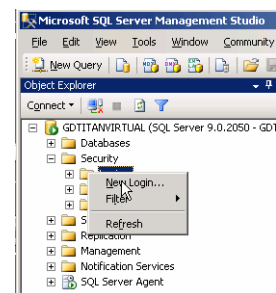 Microsoft SQL Server Management Studio
File Edit View Tools Window Community
New Query
Object Explorer
Connect
GDTITANVIRTUAL (SQL Server 9.0.2050 - GDT
Databases
Security
New Login...
Filter
Refresh
Replication
Management
Notification Services
SQL Server Agent